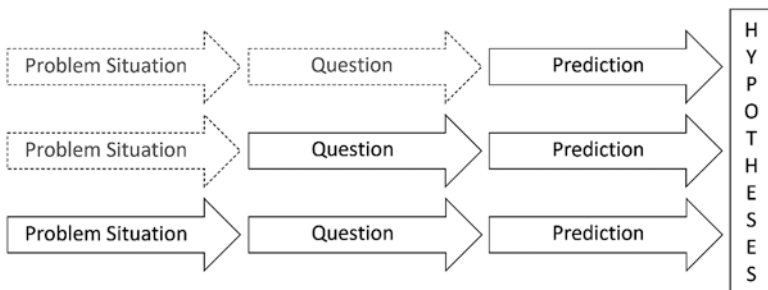 Problem Situation Question Prediction
Problem Situation Question Prediction
Problem Situation Question Prediction
H
Y
P
O
T
H
E
S
E
S